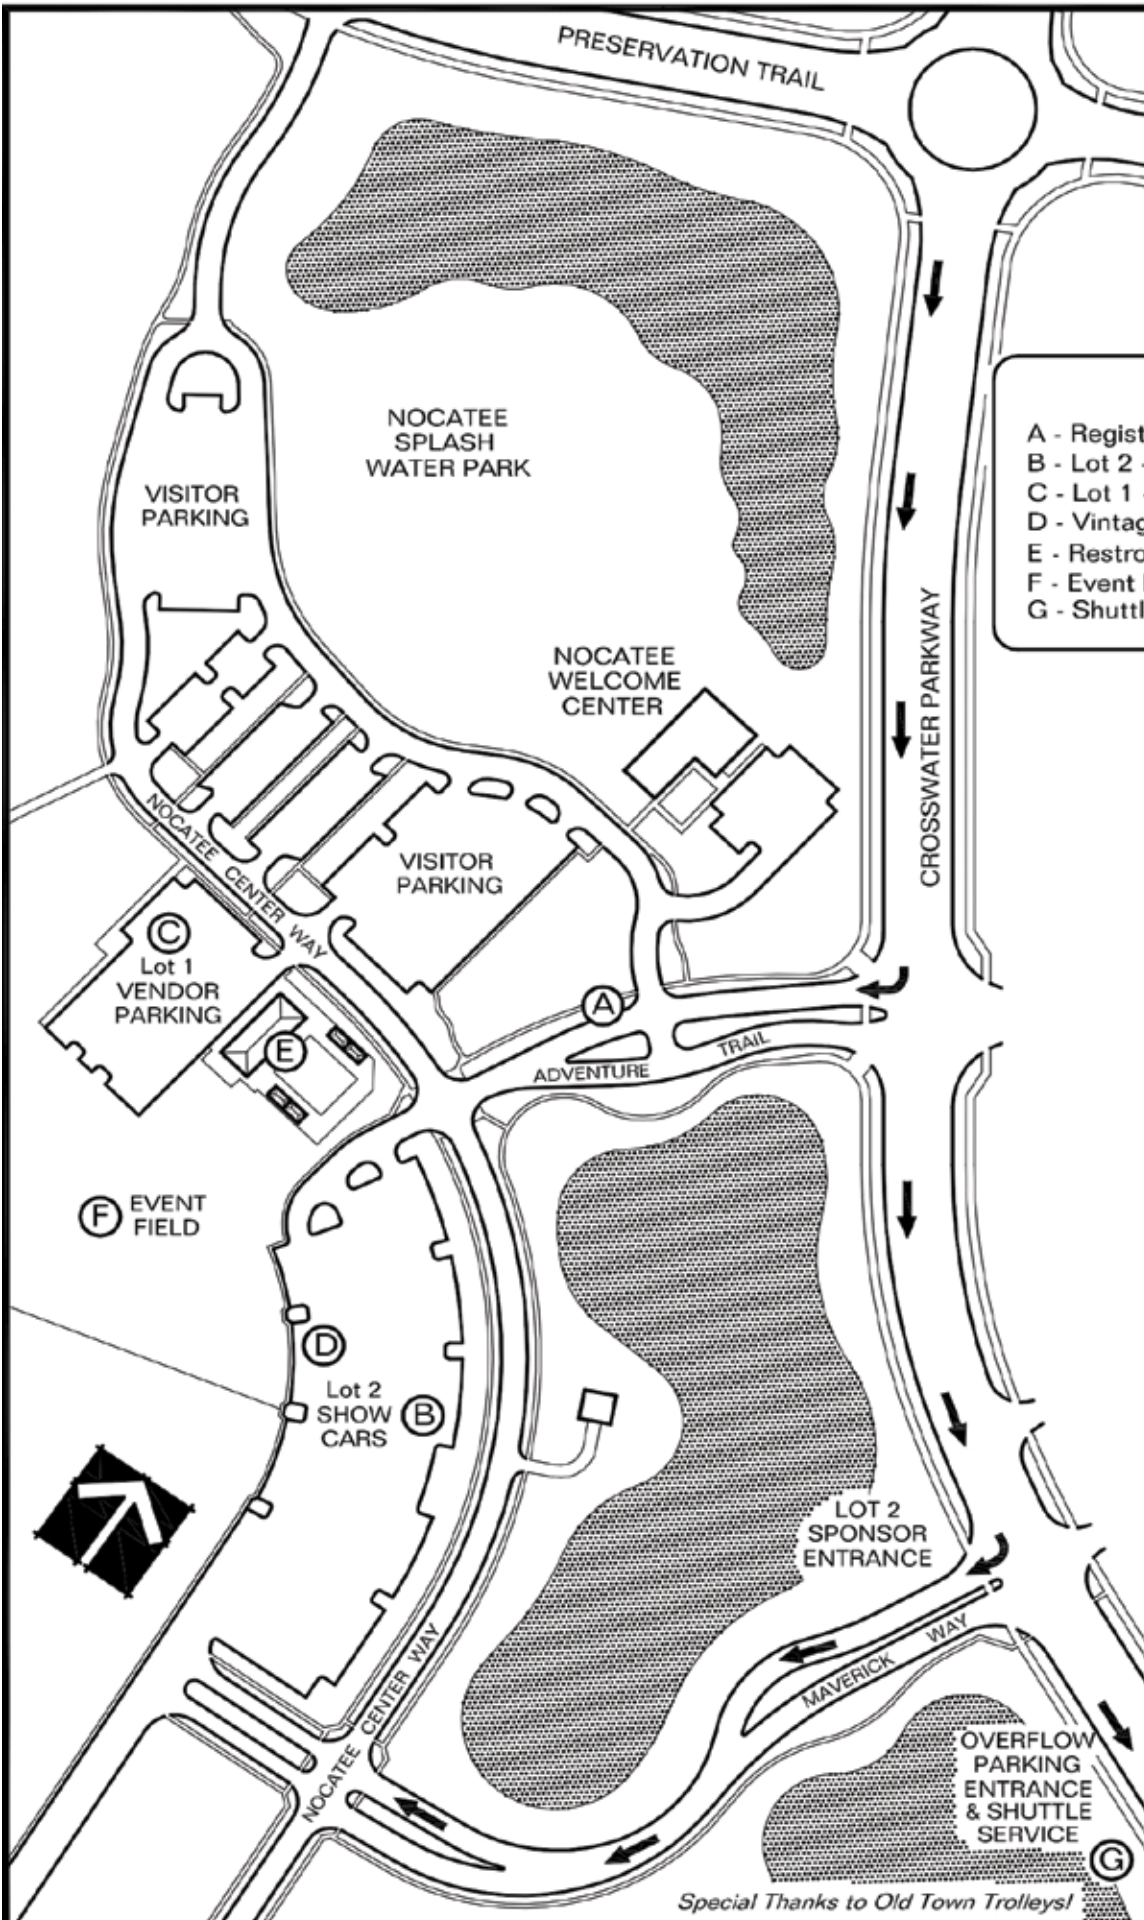 PRESERVATION TRAIL
NOCATEE
SPLASH
WATER PARK
VISITOR
PARKING
A - Regist
B - Lot 2 -
C - Lot 1 -
D - Vintag
E - Restro
F - Event
G - Shuttl
CROSSWATER PARKWAY
NOCATEE
WELCOME
CENTER
NOCATEE CENTER WAY
VISITOR
PARKING
C
Lot 1
VENDOR
PARKING
A
E
ADVENTURE TRAIL
F
EVENT
FIELD
D
Lot 2
SHOW
CARS
B
LOT 2
SPONSOR
ENTRANCE
MAVERICK WAY
NOCATEE CENTER WAY
OVERFLOW
PARKING
ENTRANCE
& SHUTTLE
SERVICE
G
Special Thanks to Old Town Trolleys!